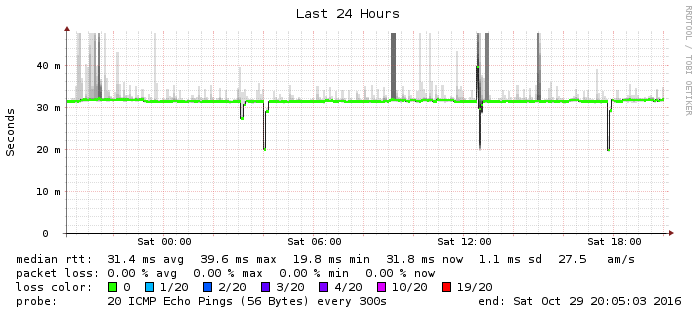 Last 24 Hours
RRDTOOL / TOBI OETIKER
Seconds
40 m
30 m
20 m
10 m
0
Sat 00:00 Sat 06:00 Sat 12:00 Sat 18:00
median rtt: 31.4 ms avg 39.6 ms max 19.8 ms min 31.8 ms now 1.1 ms sd 27.5 am/s
packet loss: 0.00 % avg 0.00 % max 0.00 % min 0.00 % now
loss color: 0 1/20 2/20 3/20 4/20 10/20 19/20
probe: 20 ICMP Echo Pings (56 Bytes) every 300s end: Sat Oct 29 20:05:03 2016